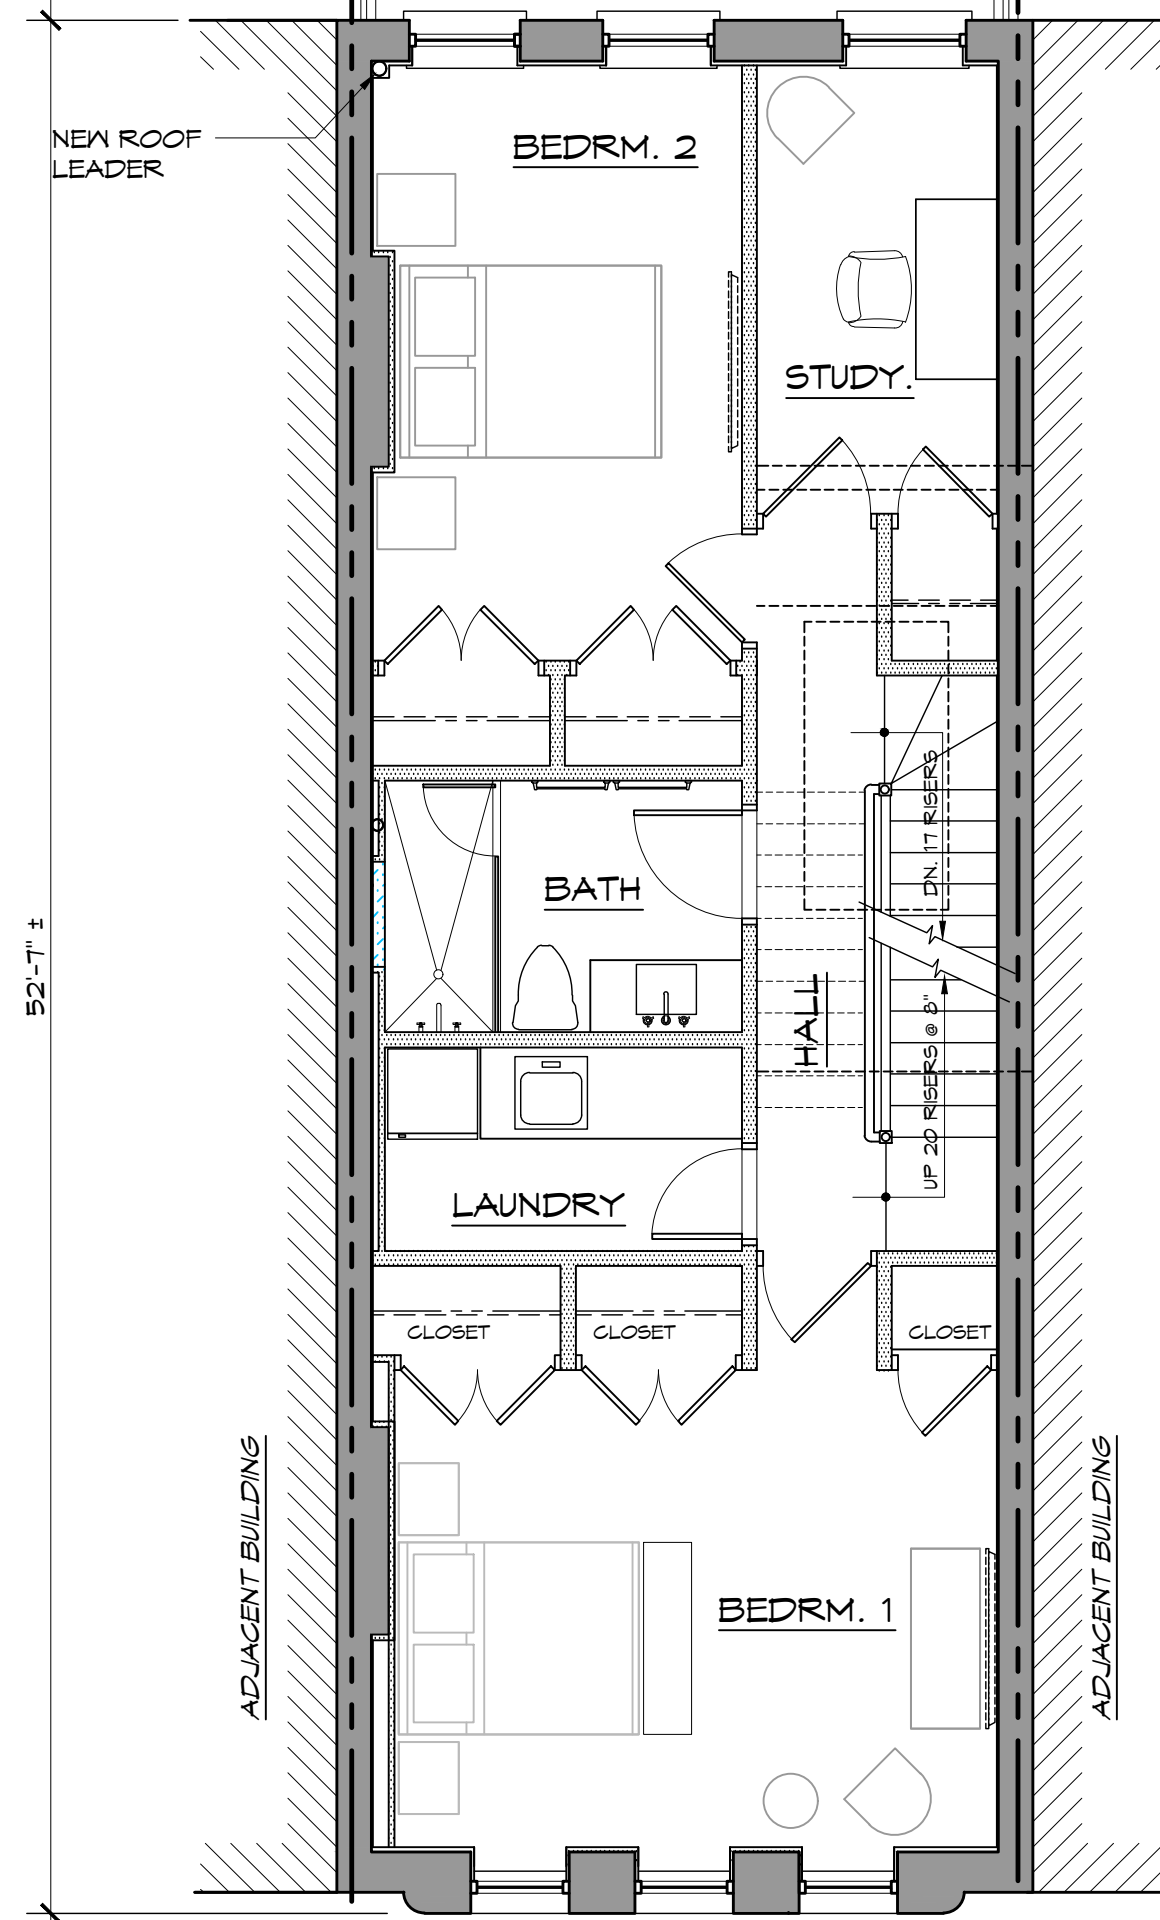 NEW ROOF
LEADER
BEDRM. 2
STUDY.
DN. 17 RISERS
BATH
52'-7" ±
HALL
UP 20 RISERS @ 8"
LAUNDRY
CLOSET
CLOSET
CLOSET
ADJACENT BUILDING
ADJACENT BUILDING
BEDRM. 1